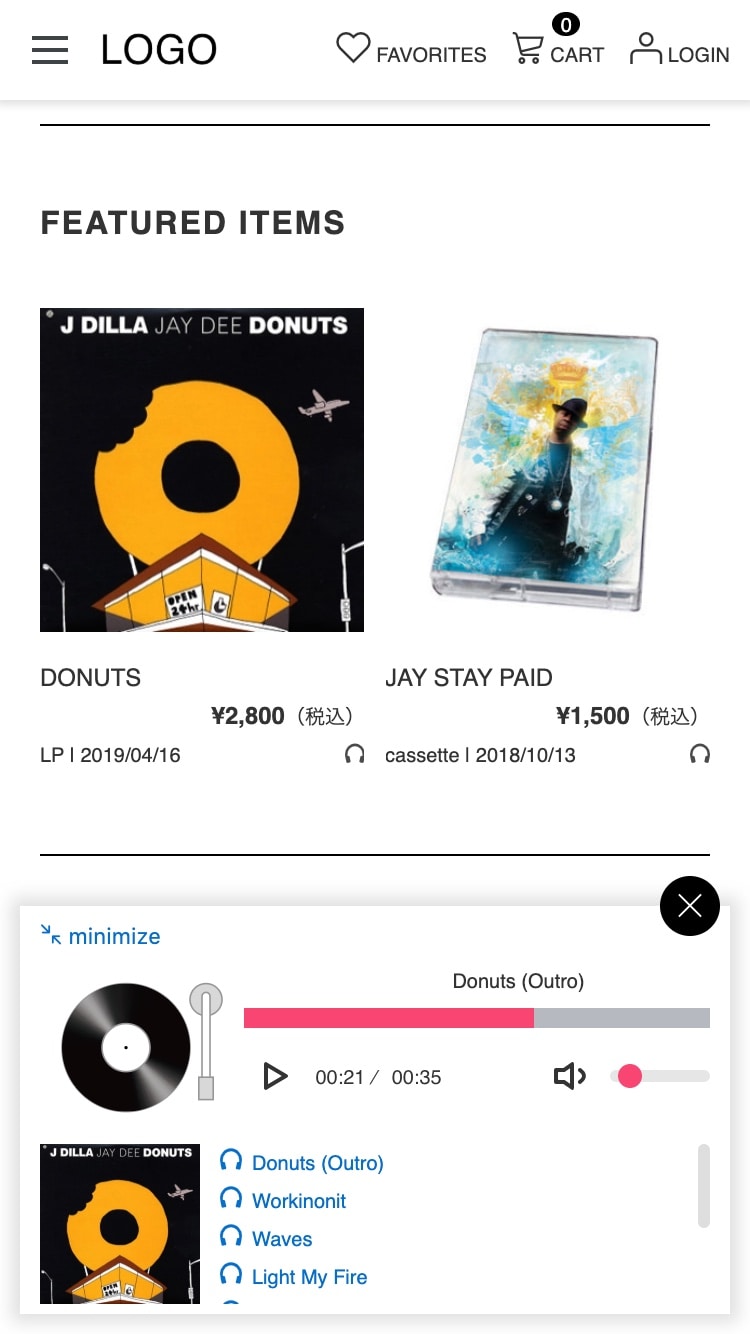 LOGO
FAVORITES
0
CART
LOGIN
FEATURED ITEMS
J DILLA JAY DEE DONUTS
OPEN
24hr
DONUTS
¥2,800（税込）
LP | 2019/04/16
JAY STAY PAID
¥1,500（税込）
cassette | 2018/10/13
minimize
Donuts (Outro)
00:21 / 00:35
J DILLA JAY DEE DONUTS
OPEN
24hr
Donuts (Outro)
Workinonit
Waves
Light My Fire